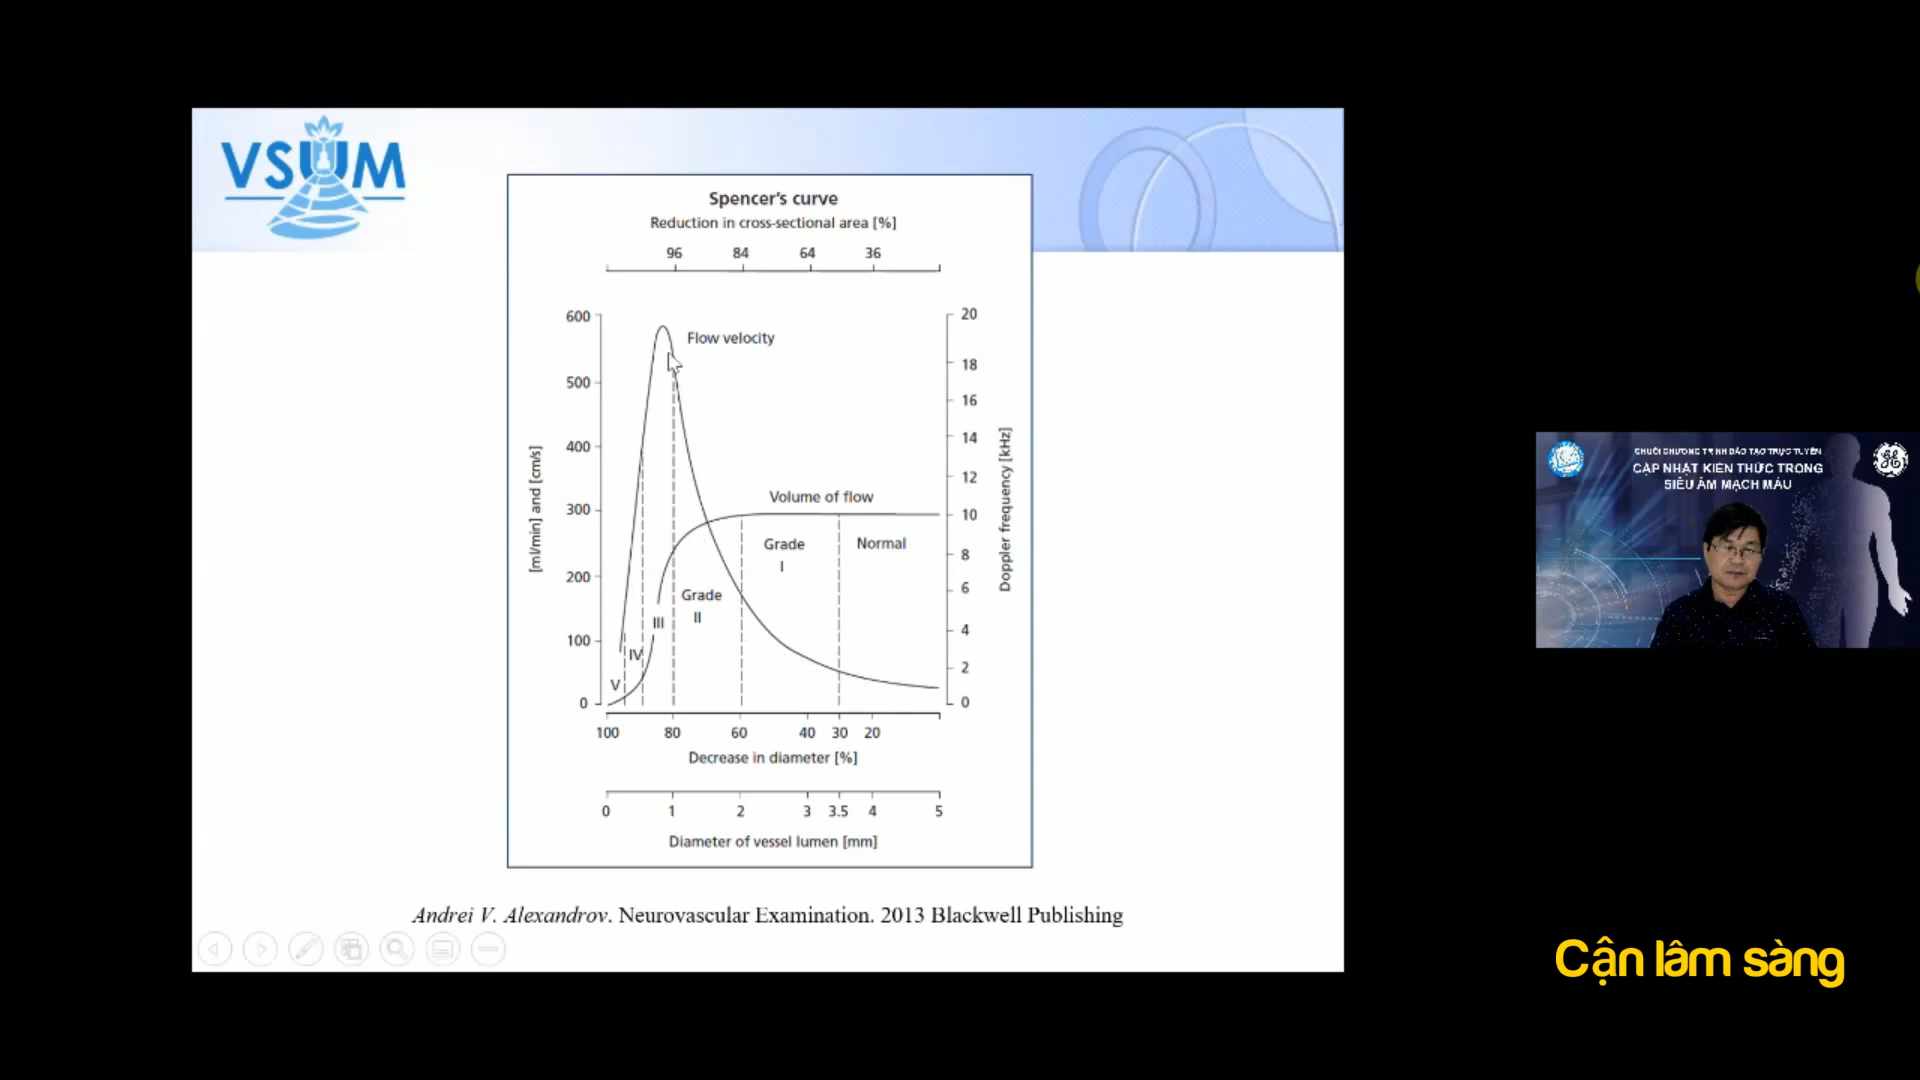 VSUM
Spencer's curve
Reduction in cross-sectional area [%]
96 84 64 36
600
500
400
300
200
100
0
[ml/min] and [cm/s]
Flow velocity
Volume of flow
Grade
I
Normal
Grade
II
III
IV
V
20
18
16
14
12
10
8
6
4
2
0
Doppler frequency [kHz]
100 80 60 40 30 20
Decrease in diameter [%]
0 1 2 3 3.5 4 5
Diameter of vessel lumen [mm]
Andrei V. Alexandrov. Neurovascular Examination. 2013 Blackwell Publishing
CHUỖI CHƯƠNG TRÌNH ĐÀO TẠO TRỰC TUYẾN
CẬP NHẬT KIẾN THỨC TRONG
SIÊU ÂM MẠCH MÁU
Cận lâm sàng